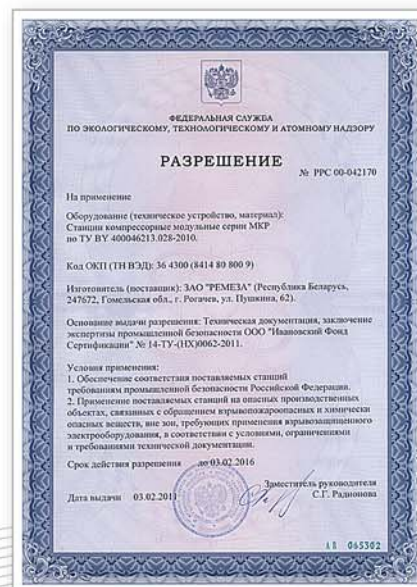 ФЕДЕРАЛЬНАЯ СЛУЖБА
ПО ЭКОЛОГИЧЕСКОМУ, ТЕХНОЛОГИЧЕСКОМУ И АТОМНОМУ НАДЗОРУ
РАЗРЕШЕНИЕ
№ РРС 00-042170
На применение
Оборудование (техническое устройство, материал):
Станции компрессорные модульные серии МКР
по ТУ BY 400046213.028-2010.
Код ОКП (ТН ВЭД): 36 4300 (8414 80 800 9)
Изготовитель (поставщик): ЗАО "РЕМЕЗА" (Республика Беларусь,
247672, Гомельская обл., г. Рогачев, ул. Пушкина, 62).
Основание выдачи разрешения: Техническая документация, заключение
экспертизы промышленной безопасности ООО "Ивановский Фонд
Сертификации" № 14-ТУ-(НХ)0062-2011.
Условия применения:
1. Обеспечение соответствия поставляемых станций
требованиям промышленной безопасности Российской Федерации.
2. Применение поставляемых станций на опасных производственных
объектах, связанных с обращением взрывопожароопасных и химически
опасных веществ, вне зон, требующих применения взрывозащищенного
электрооборудования, в соответствии с условиями, ограничениями
и требованиями технической документации.
Срок действия разрешения до 03.02.2016
Дата выдачи 03.02.2011
Заместитель руководителя
С.Г. Радионова
АВ 065302